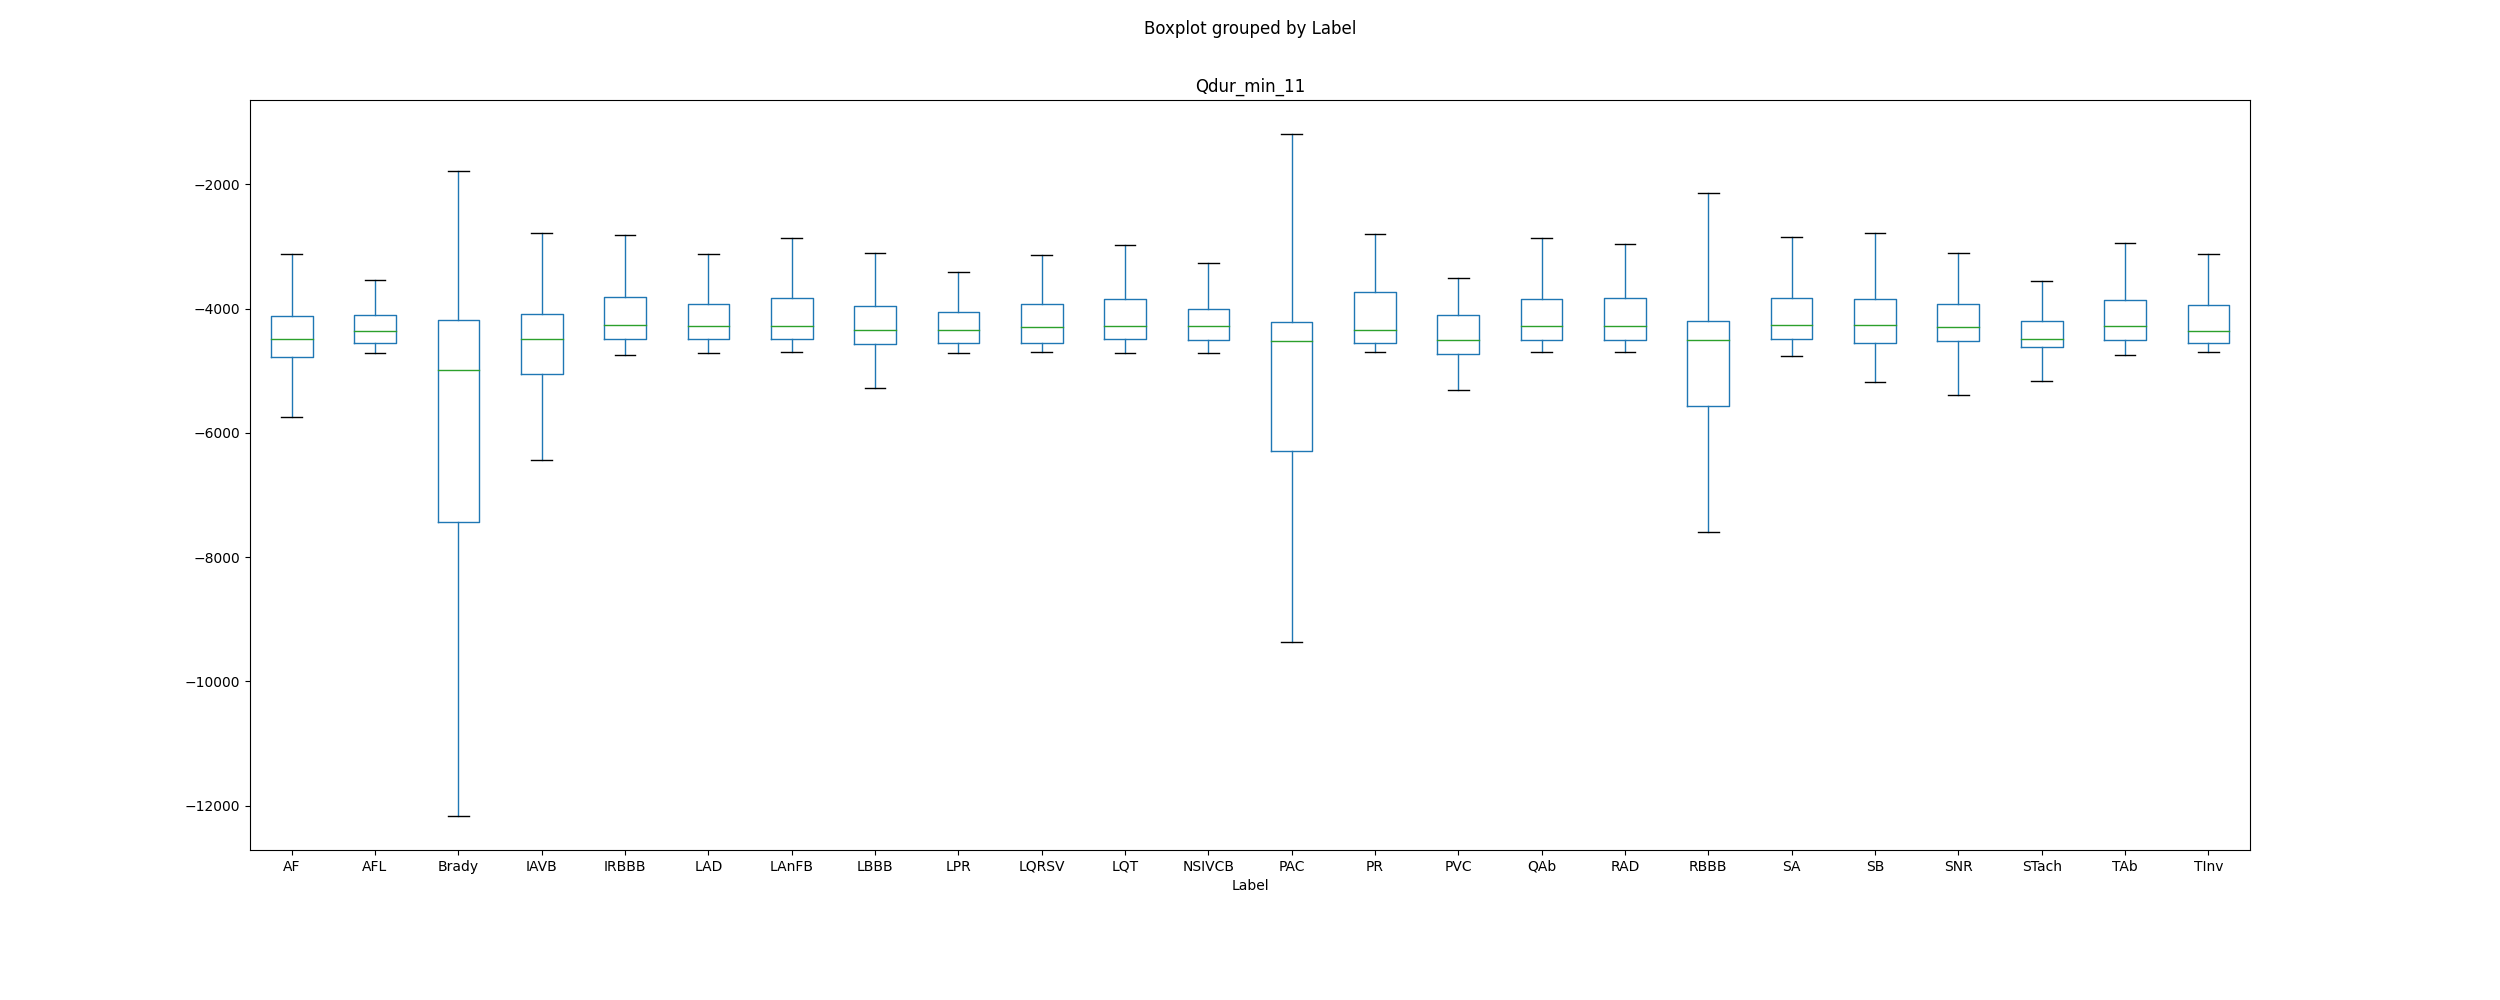 Boxplot grouped by Label
Qdur_min_11
−2000
−4000
−6000
−8000
−10000
−12000
AF AFL Brady IAVB IRBBB LAD LAnFB LBBB LPR LQRSV LQT NSIVCB PAC PR PVC QAb RAD RBBB SA SB SNR STach TAb TInv
Label